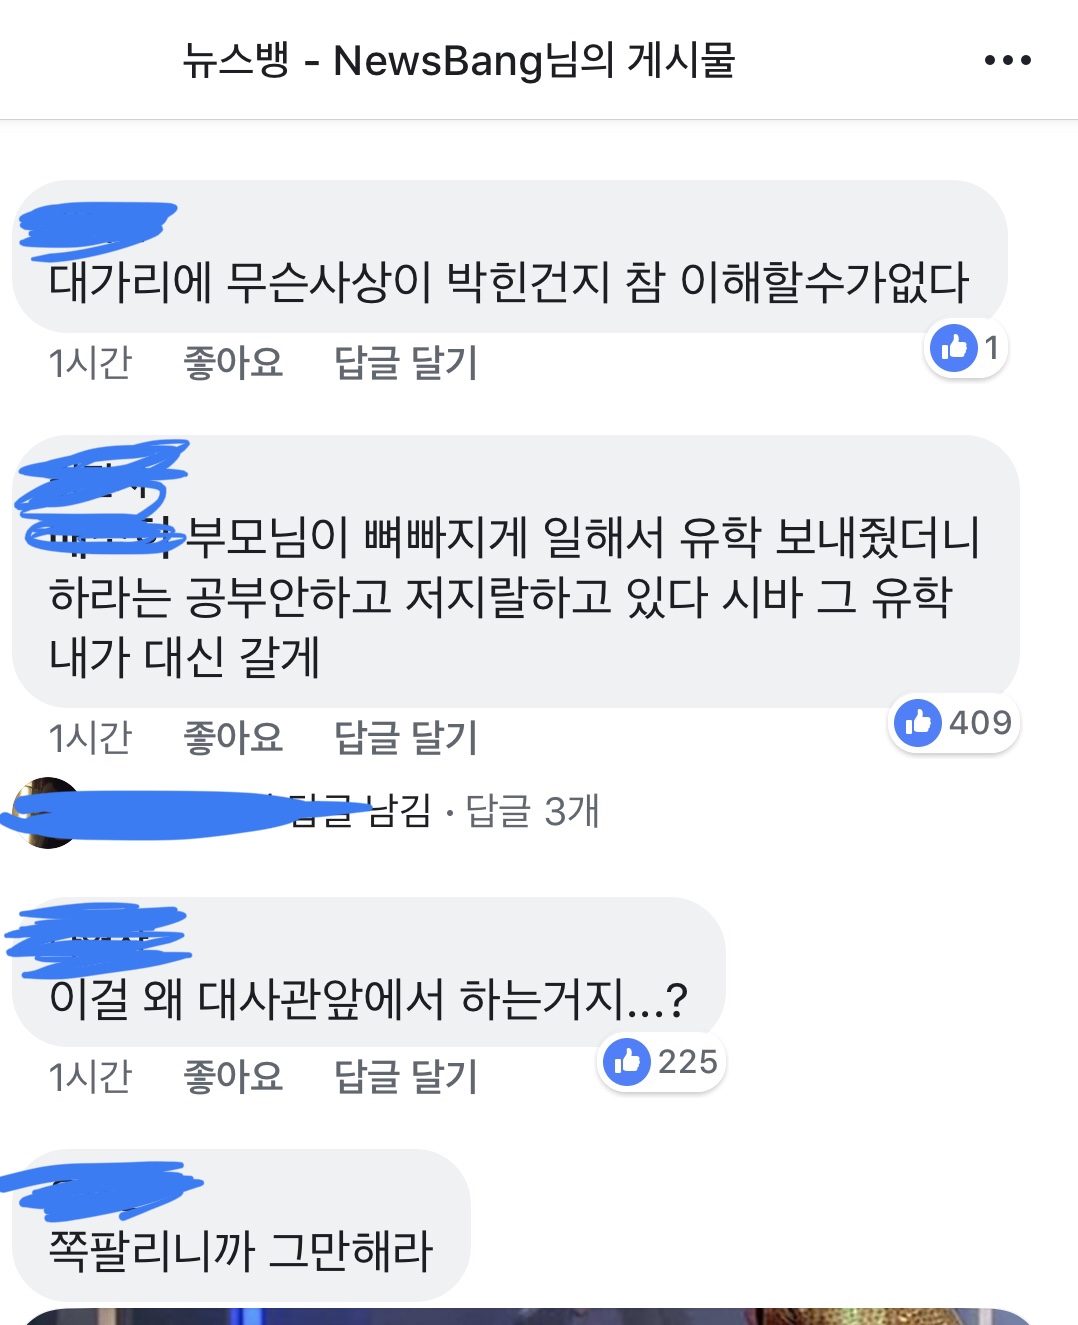 뉴스뱅 - NewsBang님의 게시물
대가리에 무슨사상이 박힌건지 참 이해할수가없다
1시간 좋아요 답글 달기 1
부모님이 뼈빠지게 일해서 유학 보내줬더니
하라는 공부안하고 저지랄하고 있다 시바 그 유학
내가 대신 갈게
1시간 좋아요 답글 달기 409
답글 남김 · 답글 3개
이걸 왜 대사관앞에서 하는거지...?
1시간 좋아요 답글 달기 225
쪽팔리니까 그만해라